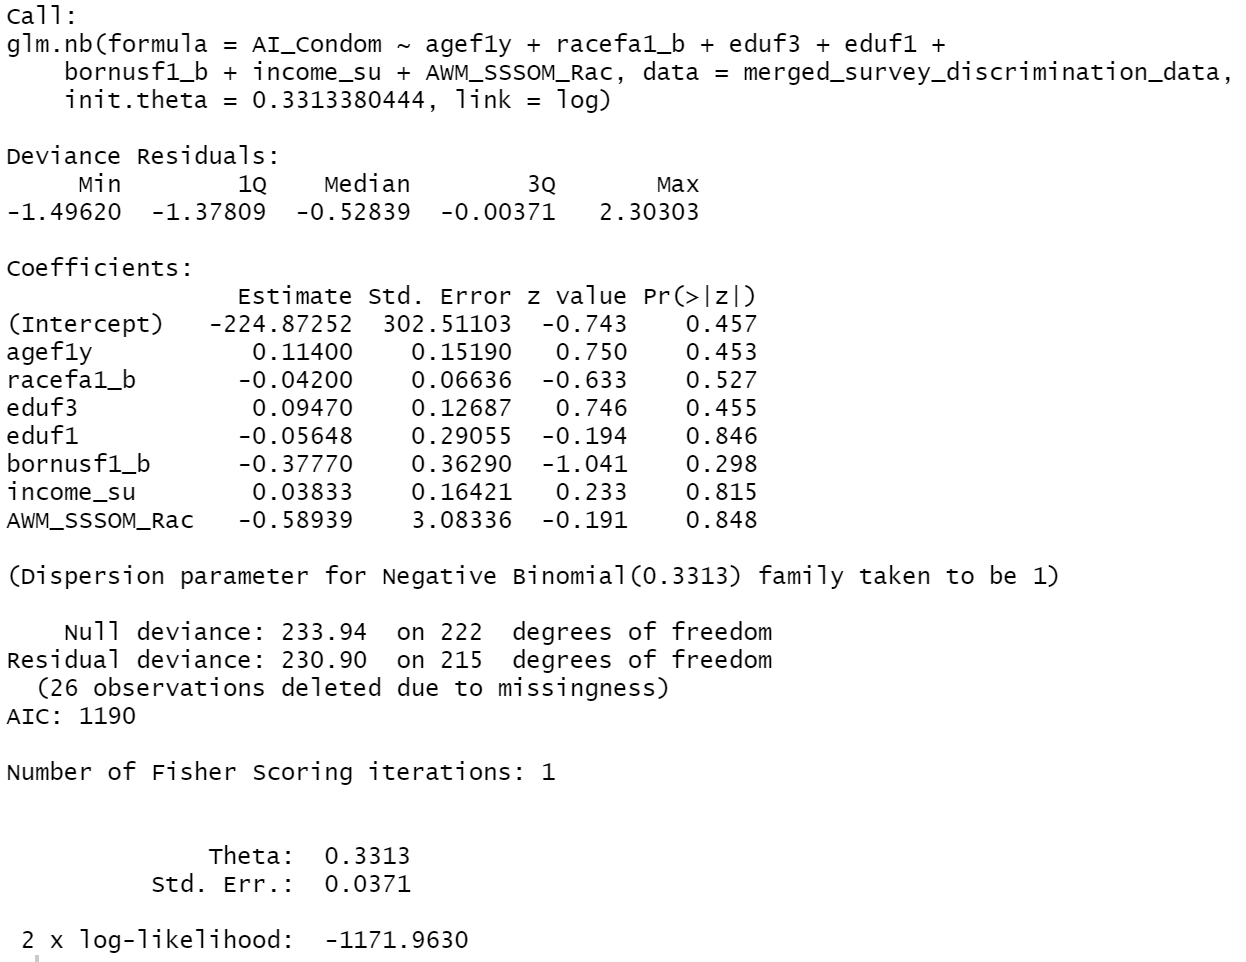 Call:
glm.nb(formula = AI_Condom ~ agef1y + racefa1_b + eduf3 + eduf1 +
    bornusf1_b + income_su + AWM_SSSOM_Rac, data = merged_survey_discrimination_data,
    init.theta = 0.3313380444, link = log)

Deviance Residuals:
     Min        1Q    Median        3Q       Max
-1.49620  -1.37809  -0.52839  -0.00371   2.30303

Coefficients:
                Estimate Std. Error z value Pr(>|z|)
(Intercept)   -224.87252  302.51103  -0.743    0.457
agef1y           0.11400    0.15190   0.750    0.453
racefa1_b       -0.04200    0.06636  -0.633    0.527
eduf3            0.09470    0.12687   0.746    0.455
eduf1           -0.05648    0.29055  -0.194    0.846
bornusf1_b      -0.37770    0.36290  -1.041    0.298
income_su        0.03833    0.16421   0.233    0.815
AWM_SSSOM_Rac   -0.58939    3.08336  -0.191    0.848

(Dispersion parameter for Negative Binomial(0.3313) family taken to be 1)

    Null deviance: 233.94  on 222  degrees of freedom
Residual deviance: 230.90  on 215  degrees of freedom
  (26 observations deleted due to missingness)
AIC: 1190

Number of Fisher Scoring iterations: 1


              Theta:  0.3313
          Std. Err.:  0.0371

 2 x log-likelihood:  -1171.9630